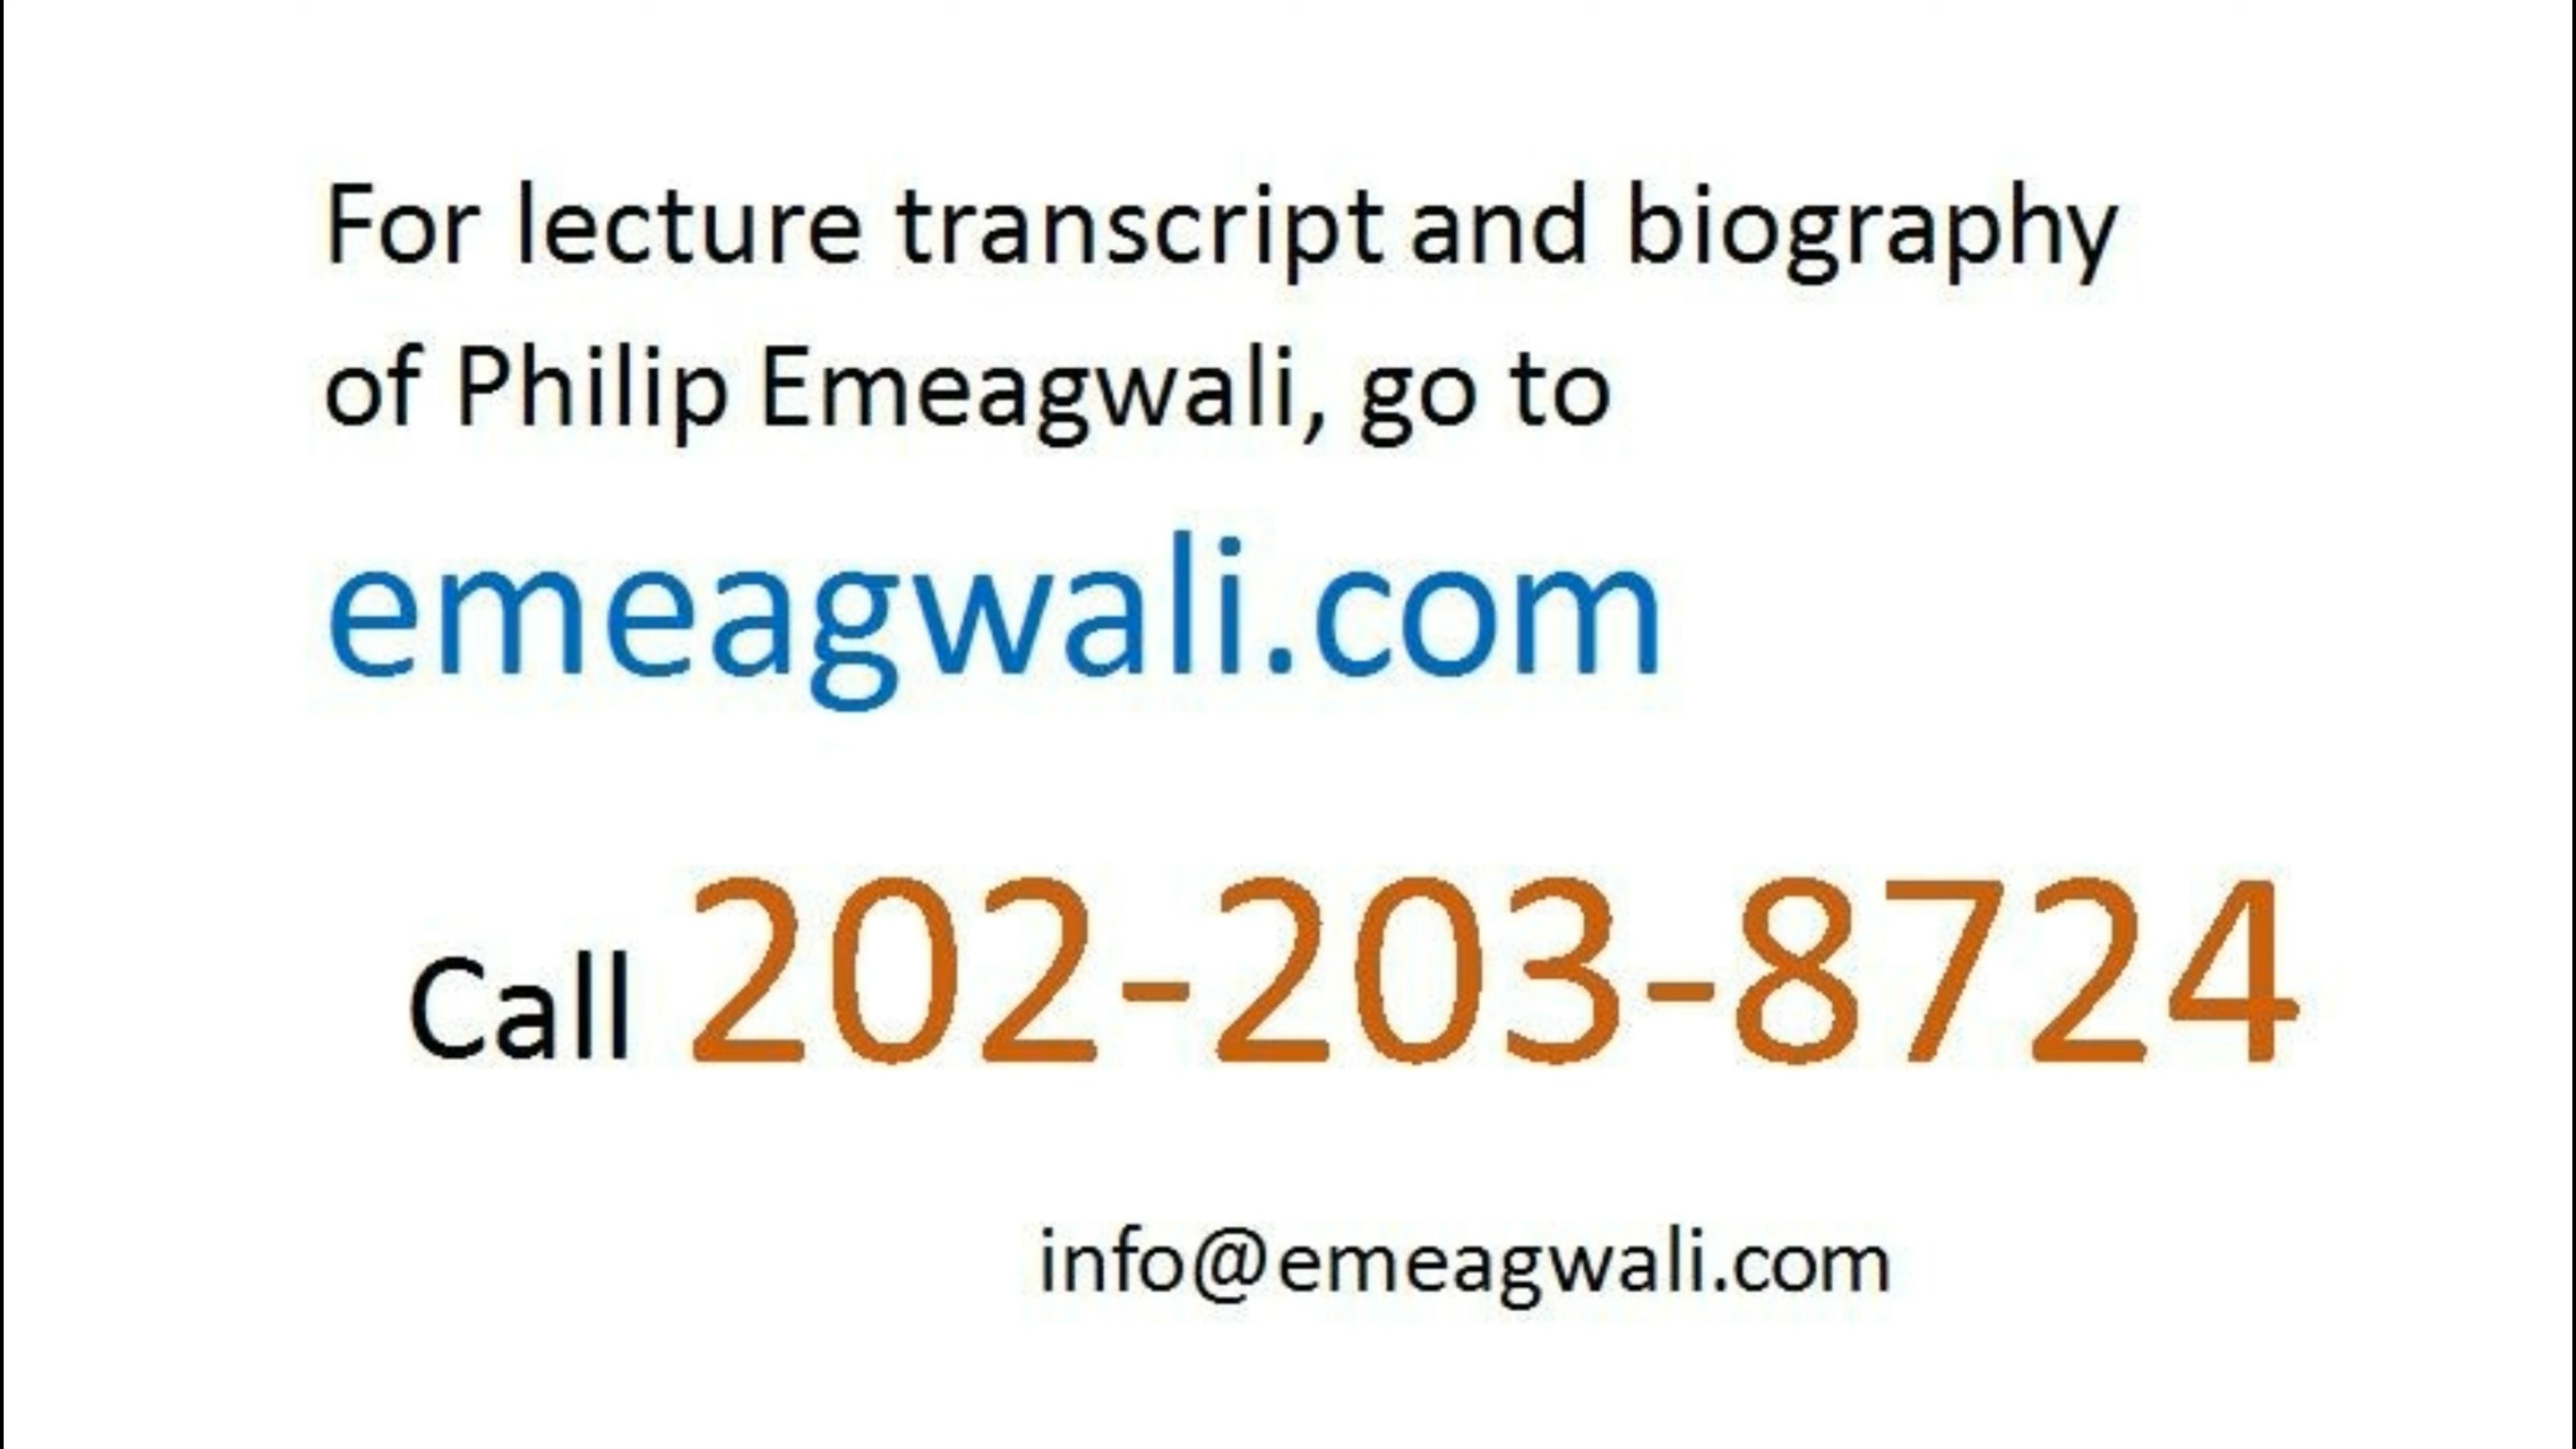 For lecture transcript and biography
of Philip Emeagwali, go to
emeagwali.com
Call 202-203-8724
info@emeagwali.com